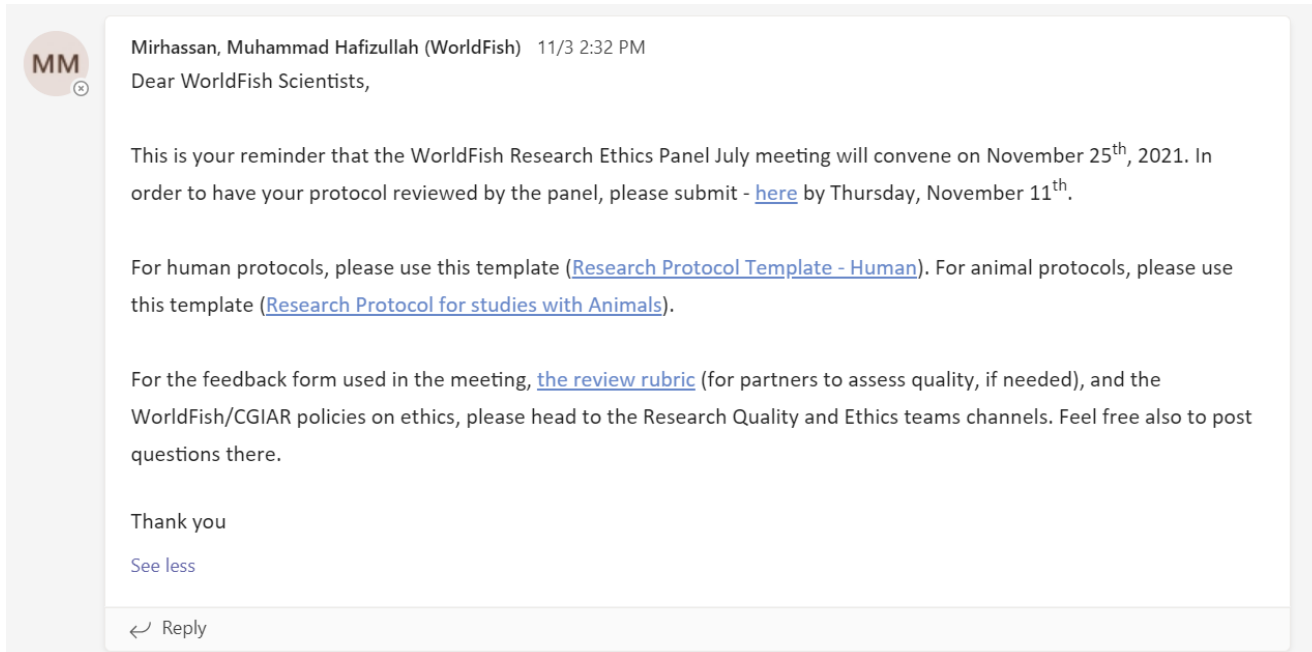 MM
Mirhassan, Muhammad Hafizullah (WorldFish) 11/3 2:32 PM
Dear WorldFish Scientists,
This is your reminder that the WorldFish Research Ethics Panel July meeting will convene on November 25th, 2021. In
order to have your protocol reviewed by the panel, please submit - here by Thursday, November 11th.
For human protocols, please use this template (Research Protocol Template - Human). For animal protocols, please use
this template (Research Protocol for studies with Animals).
For the feedback form used in the meeting, the review rubric (for partners to assess quality, if needed), and the
WorldFish/CGIAR policies on ethics, please head to the Research Quality and Ethics teams channels. Feel free also to post
questions there.
Thank you
See less
Reply